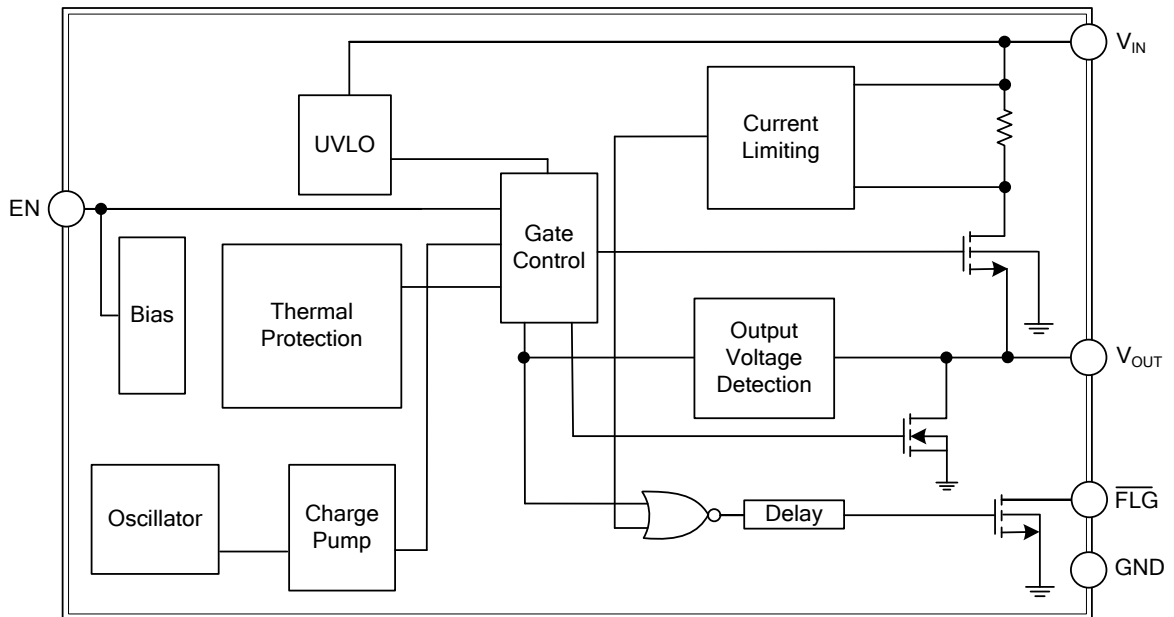 V_IN
UVLO
Current
Limiting
EN
Gate
Control
Bias
Thermal
Protection
Output
Voltage
Detection
V_OUT
Oscillator
Charge
Pump
Delay
F̅L̅G̅
GND